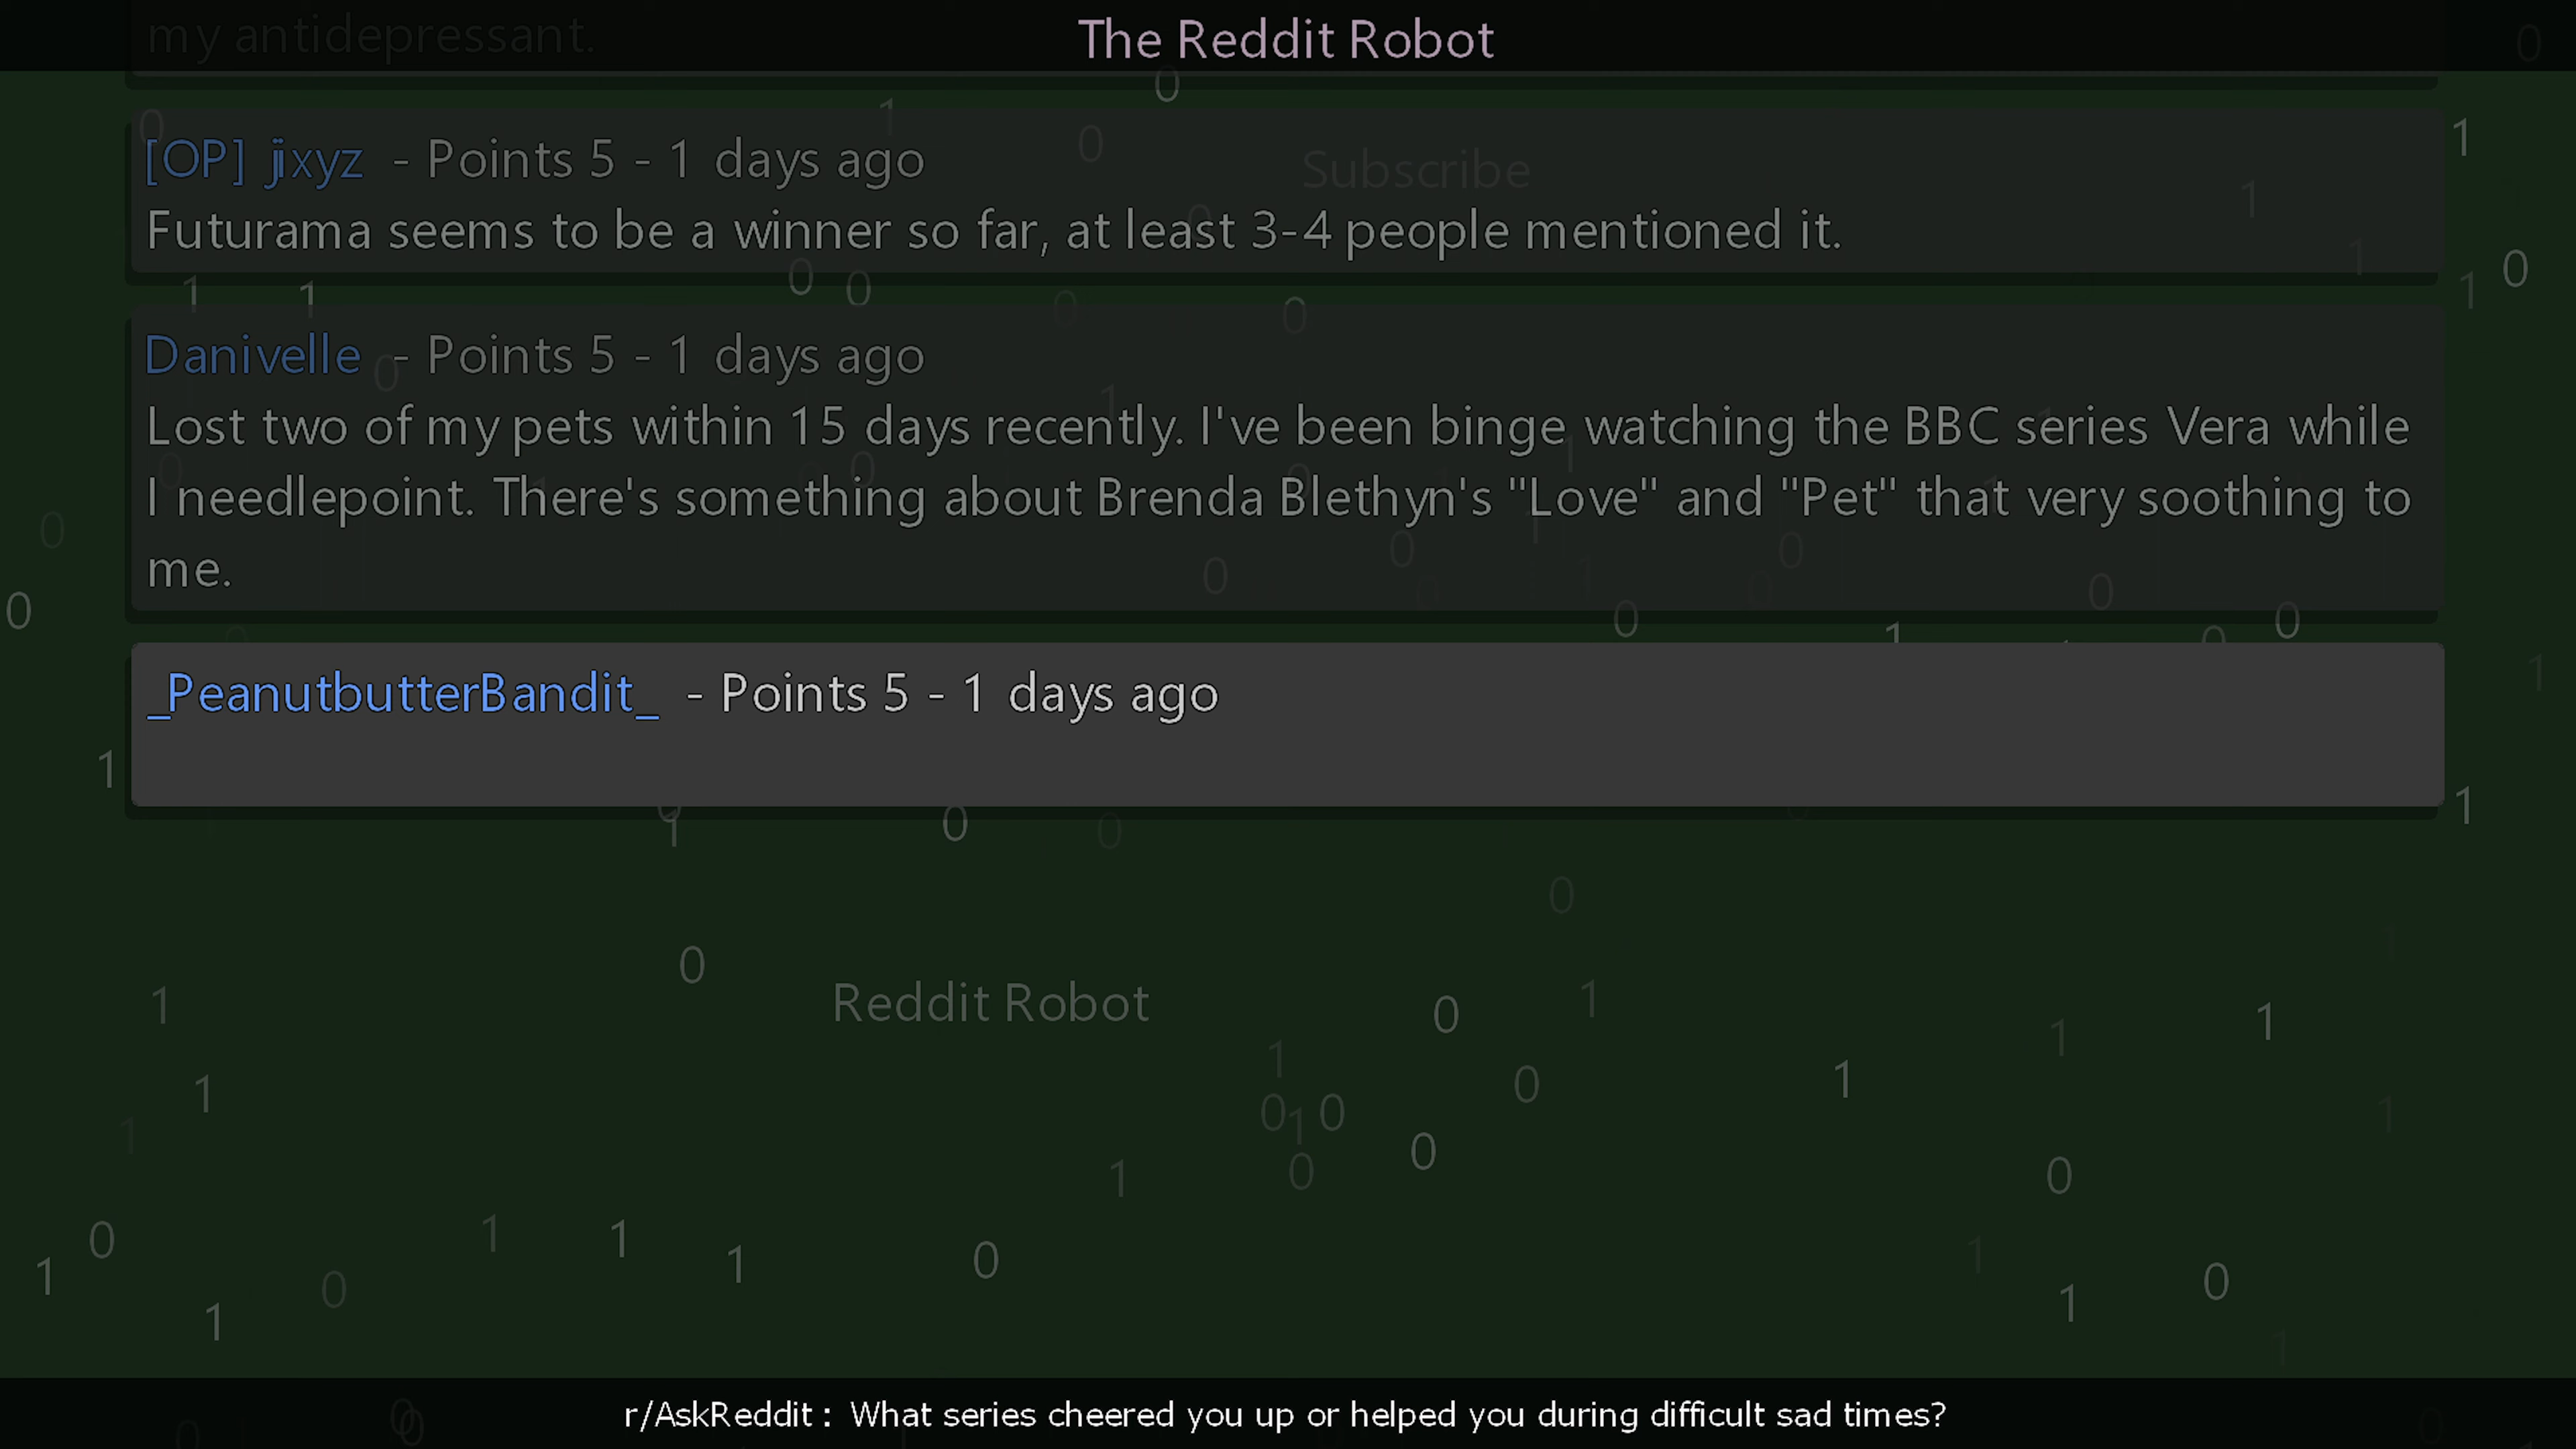 my antidepressant.
The Reddit Robot
[OP] jixyz - Points 5 - 1 days ago
Subscribe
Futurama seems to be a winner so far, at least 3-4 people mentioned it.
Danivelle - Points 5 - 1 days ago
Lost two of my pets within 15 days recently. I've been binge watching the BBC series Vera while
I needlepoint. There's something about Brenda Blethyn's "Love" and "Pet" that very soothing to
me.
_PeanutbutterBandit_ - Points 5 - 1 days ago
Reddit Robot
r/AskReddit : What series cheered you up or helped you during difficult sad times?